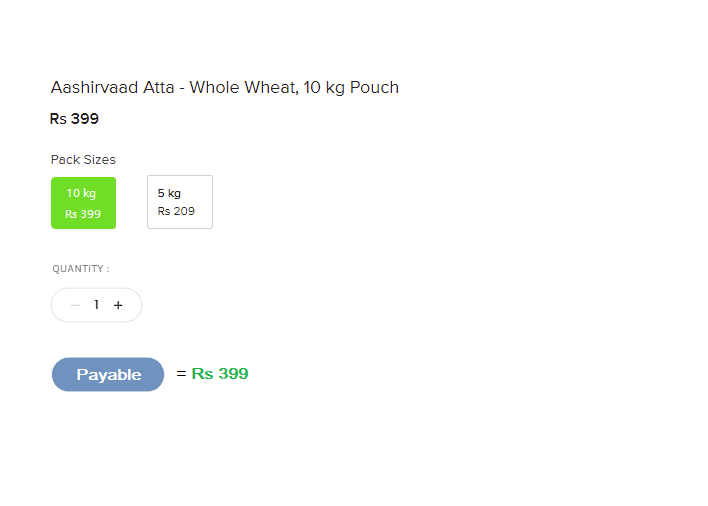 Aashirvaad Atta - Whole Wheat, 10 kg Pouch
Rs 399
Pack Sizes
10 kg
Rs 399
5 kg
Rs 209
QUANTITY :
− 1 +
Payable = Rs 399